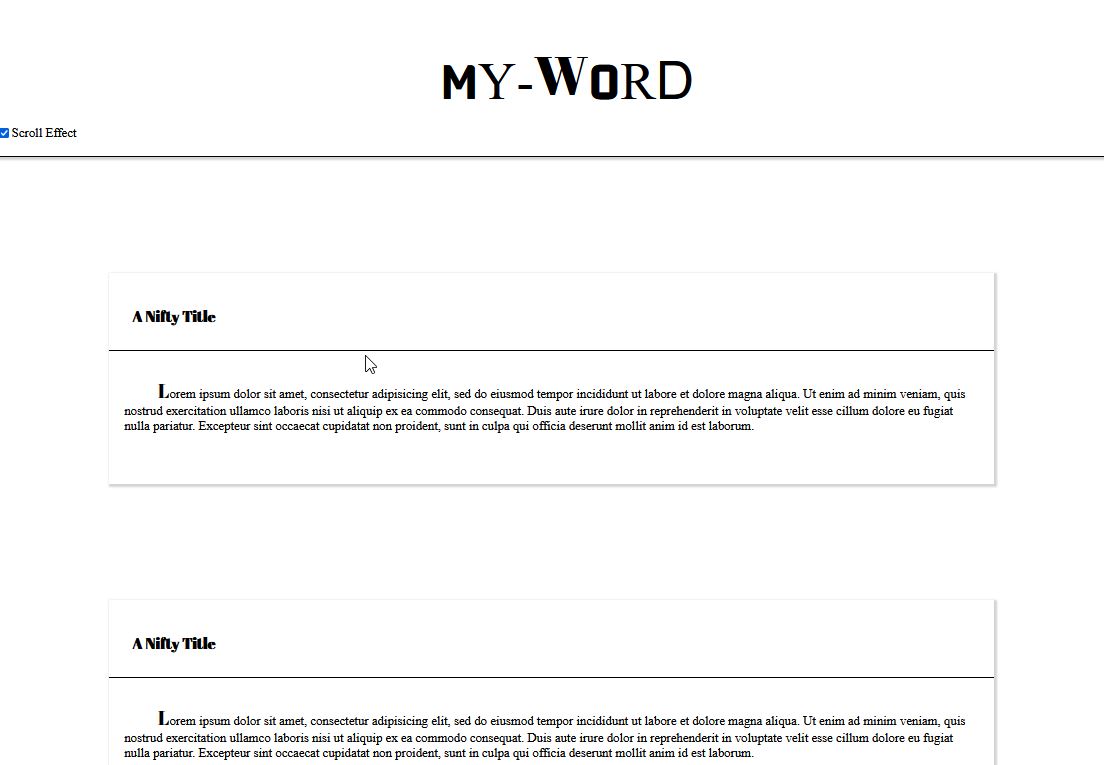 MY-WORD
Scroll Effect
A Nifty Title
Lorem ipsum dolor sit amet, consectetur adipisicing elit, sed do eiusmod tempor incididunt ut labore et dolore magna aliqua. Ut enim ad minim veniam, quis
nostrud exercitation ullamco laboris nisi ut aliquip ex ea commodo consequat. Duis aute irure dolor in reprehenderit in voluptate velit esse cillum dolore eu fugiat
nulla pariatur. Excepteur sint occaecat cupidatat non proident, sunt in culpa qui officia deserunt mollit anim id est laborum.
A Nifty Title
Lorem ipsum dolor sit amet, consectetur adipisicing elit, sed do eiusmod tempor incididunt ut labore et dolore magna aliqua. Ut enim ad minim veniam, quis
nostrud exercitation ullamco laboris nisi ut aliquip ex ea commodo consequat. Duis aute irure dolor in reprehenderit in voluptate velit esse cillum dolore eu fugiat
nulla pariatur. Excepteur sint occaecat cupidatat non proident, sunt in culpa qui officia deserunt mollit anim id est laborum.